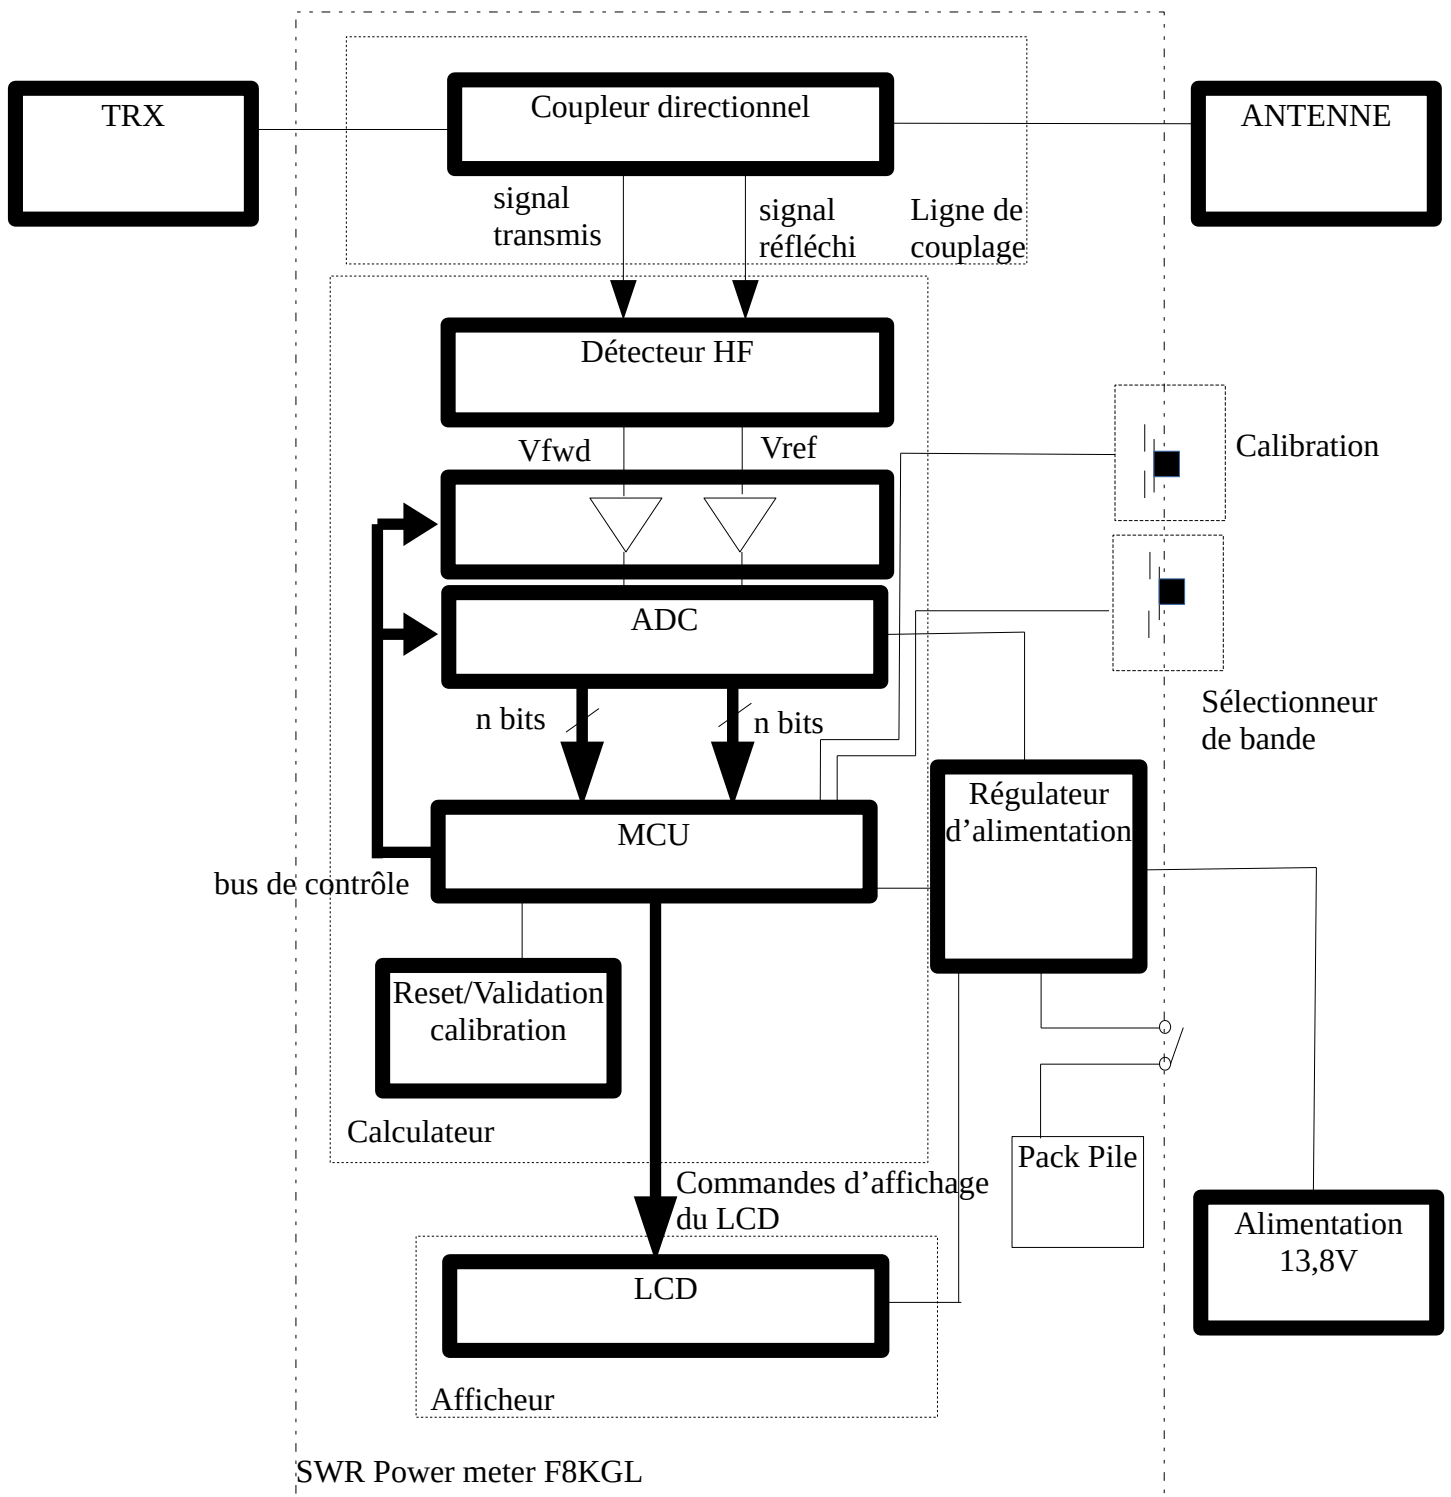 TRX
Coupleur directionnel
ANTENNE
signal
transmis
signal
réfléchi
Ligne de
couplage
Détecteur HF
Vfwd
Vref
Calibration
ADC
Sélectionneur
de bande
n bits
n bits
Régulateur
d’alimentation
MCU
bus de contrôle
Reset/Validation
calibration
Calculateur
Pack Pile
Commandes d’affichage
du LCD
Alimentation
13,8V
LCD
Afficheur
SWR Power meter F8KGL